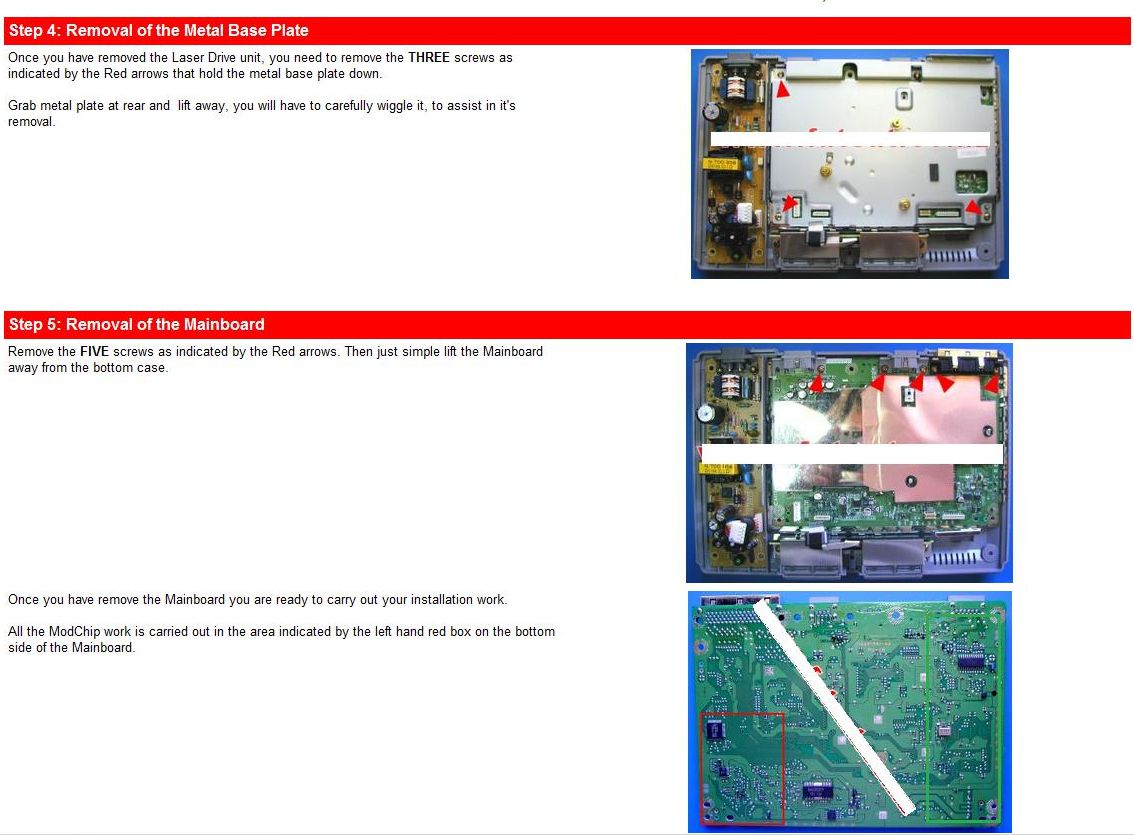 Step 4: Removal of the Metal Base Plate
Once you have removed the Laser Drive unit, you need to remove the THREE screws as
indicated by the Red arrows that hold the metal base plate down.
Grab metal plate at rear and lift away, you will have to carefully wiggle it, to assist in it's
removal.
Step 5: Removal of the Mainboard
Remove the FIVE screws as indicated by the Red arrows. Then just simple lift the Mainboard
away from the bottom case.
Once you have remove the Mainboard you are ready to carry out your installation work.
All the ModChip work is carried out in the area indicated by the left hand red box on the bottom
side of the Mainboard.